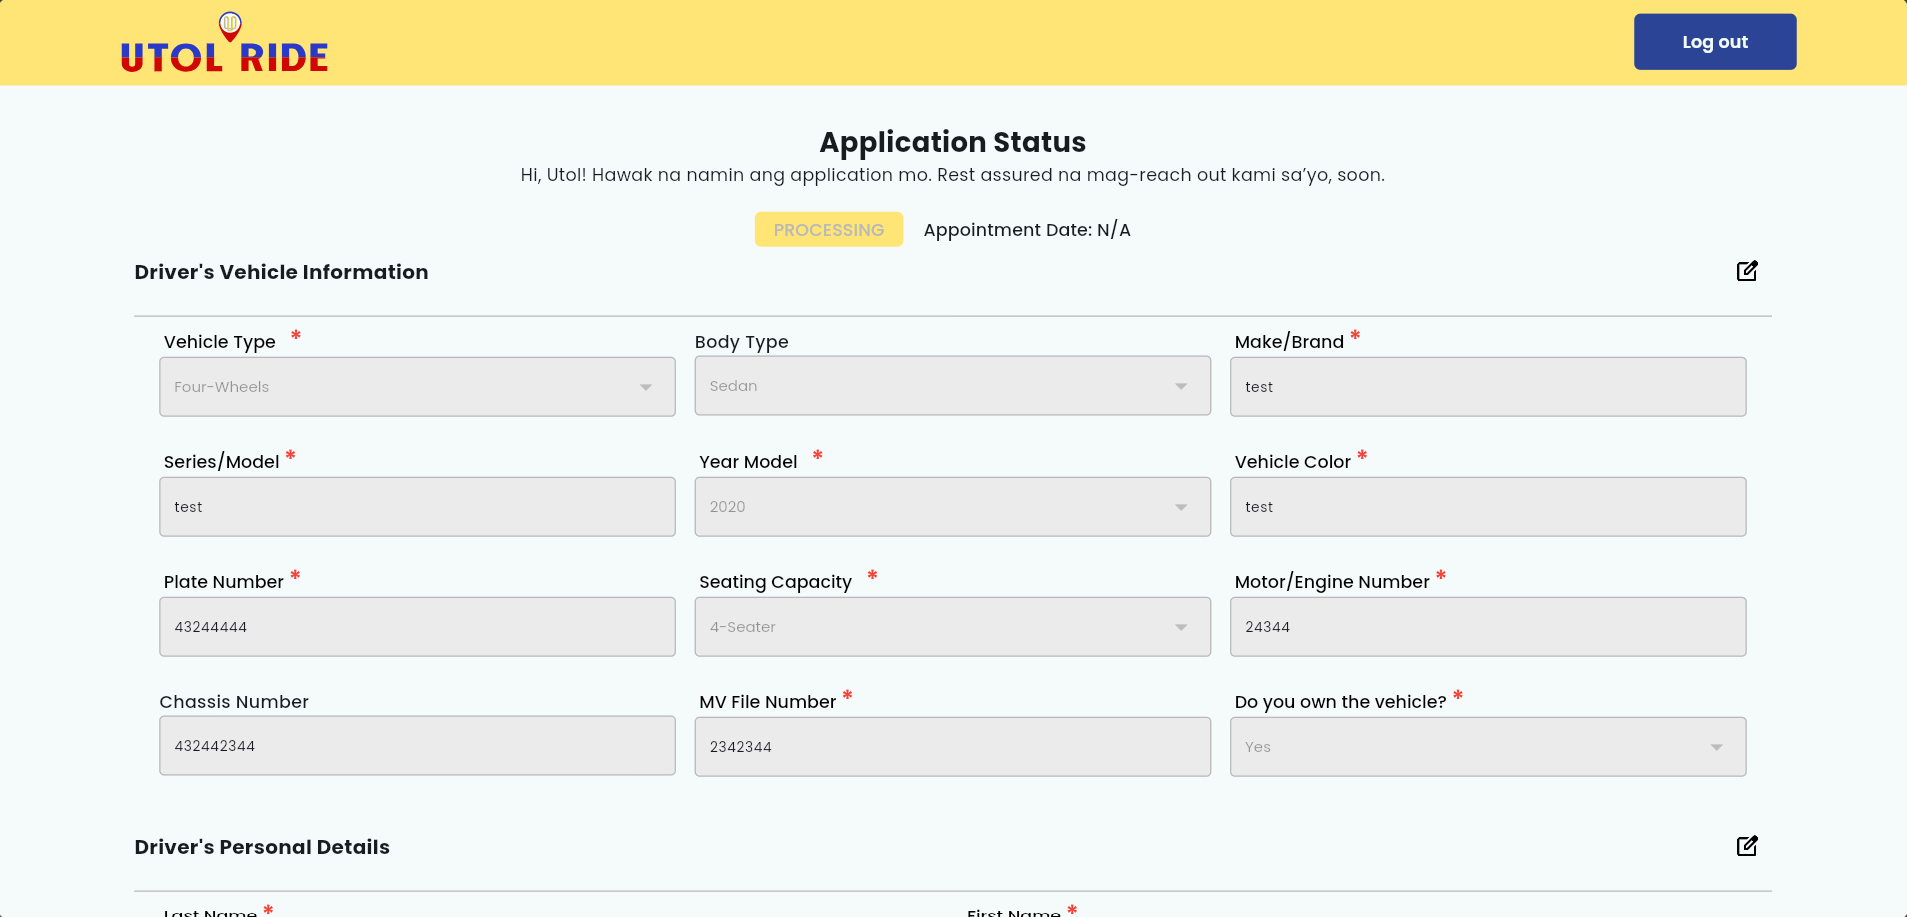 UTOL RIDE
Log out
Application Status
Hi, Utol! Hawak na namin ang application mo. Rest assured na mag-reach out kami sa’yo, soon.
PROCESSING
Appointment Date: N/A
Driver's Vehicle Information
Vehicle Type *
Body Type
Make/Brand *
Four-Wheels
Sedan
test
Series/Model *
Year Model *
Vehicle Color *
test
2020
test
Plate Number *
Seating Capacity *
Motor/Engine Number *
43244444
4-Seater
24344
Chassis Number
MV File Number *
Do you own the vehicle? *
432442344
2342344
Yes
Driver's Personal Details
Last Name *
First Name *